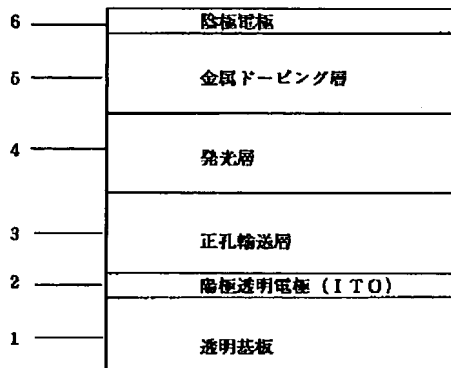 6 陰極電極
5 金属ドーピング層
4 発光層
3 正孔輸送層
2 陽極透明電極 (ITO)
1 透明基板